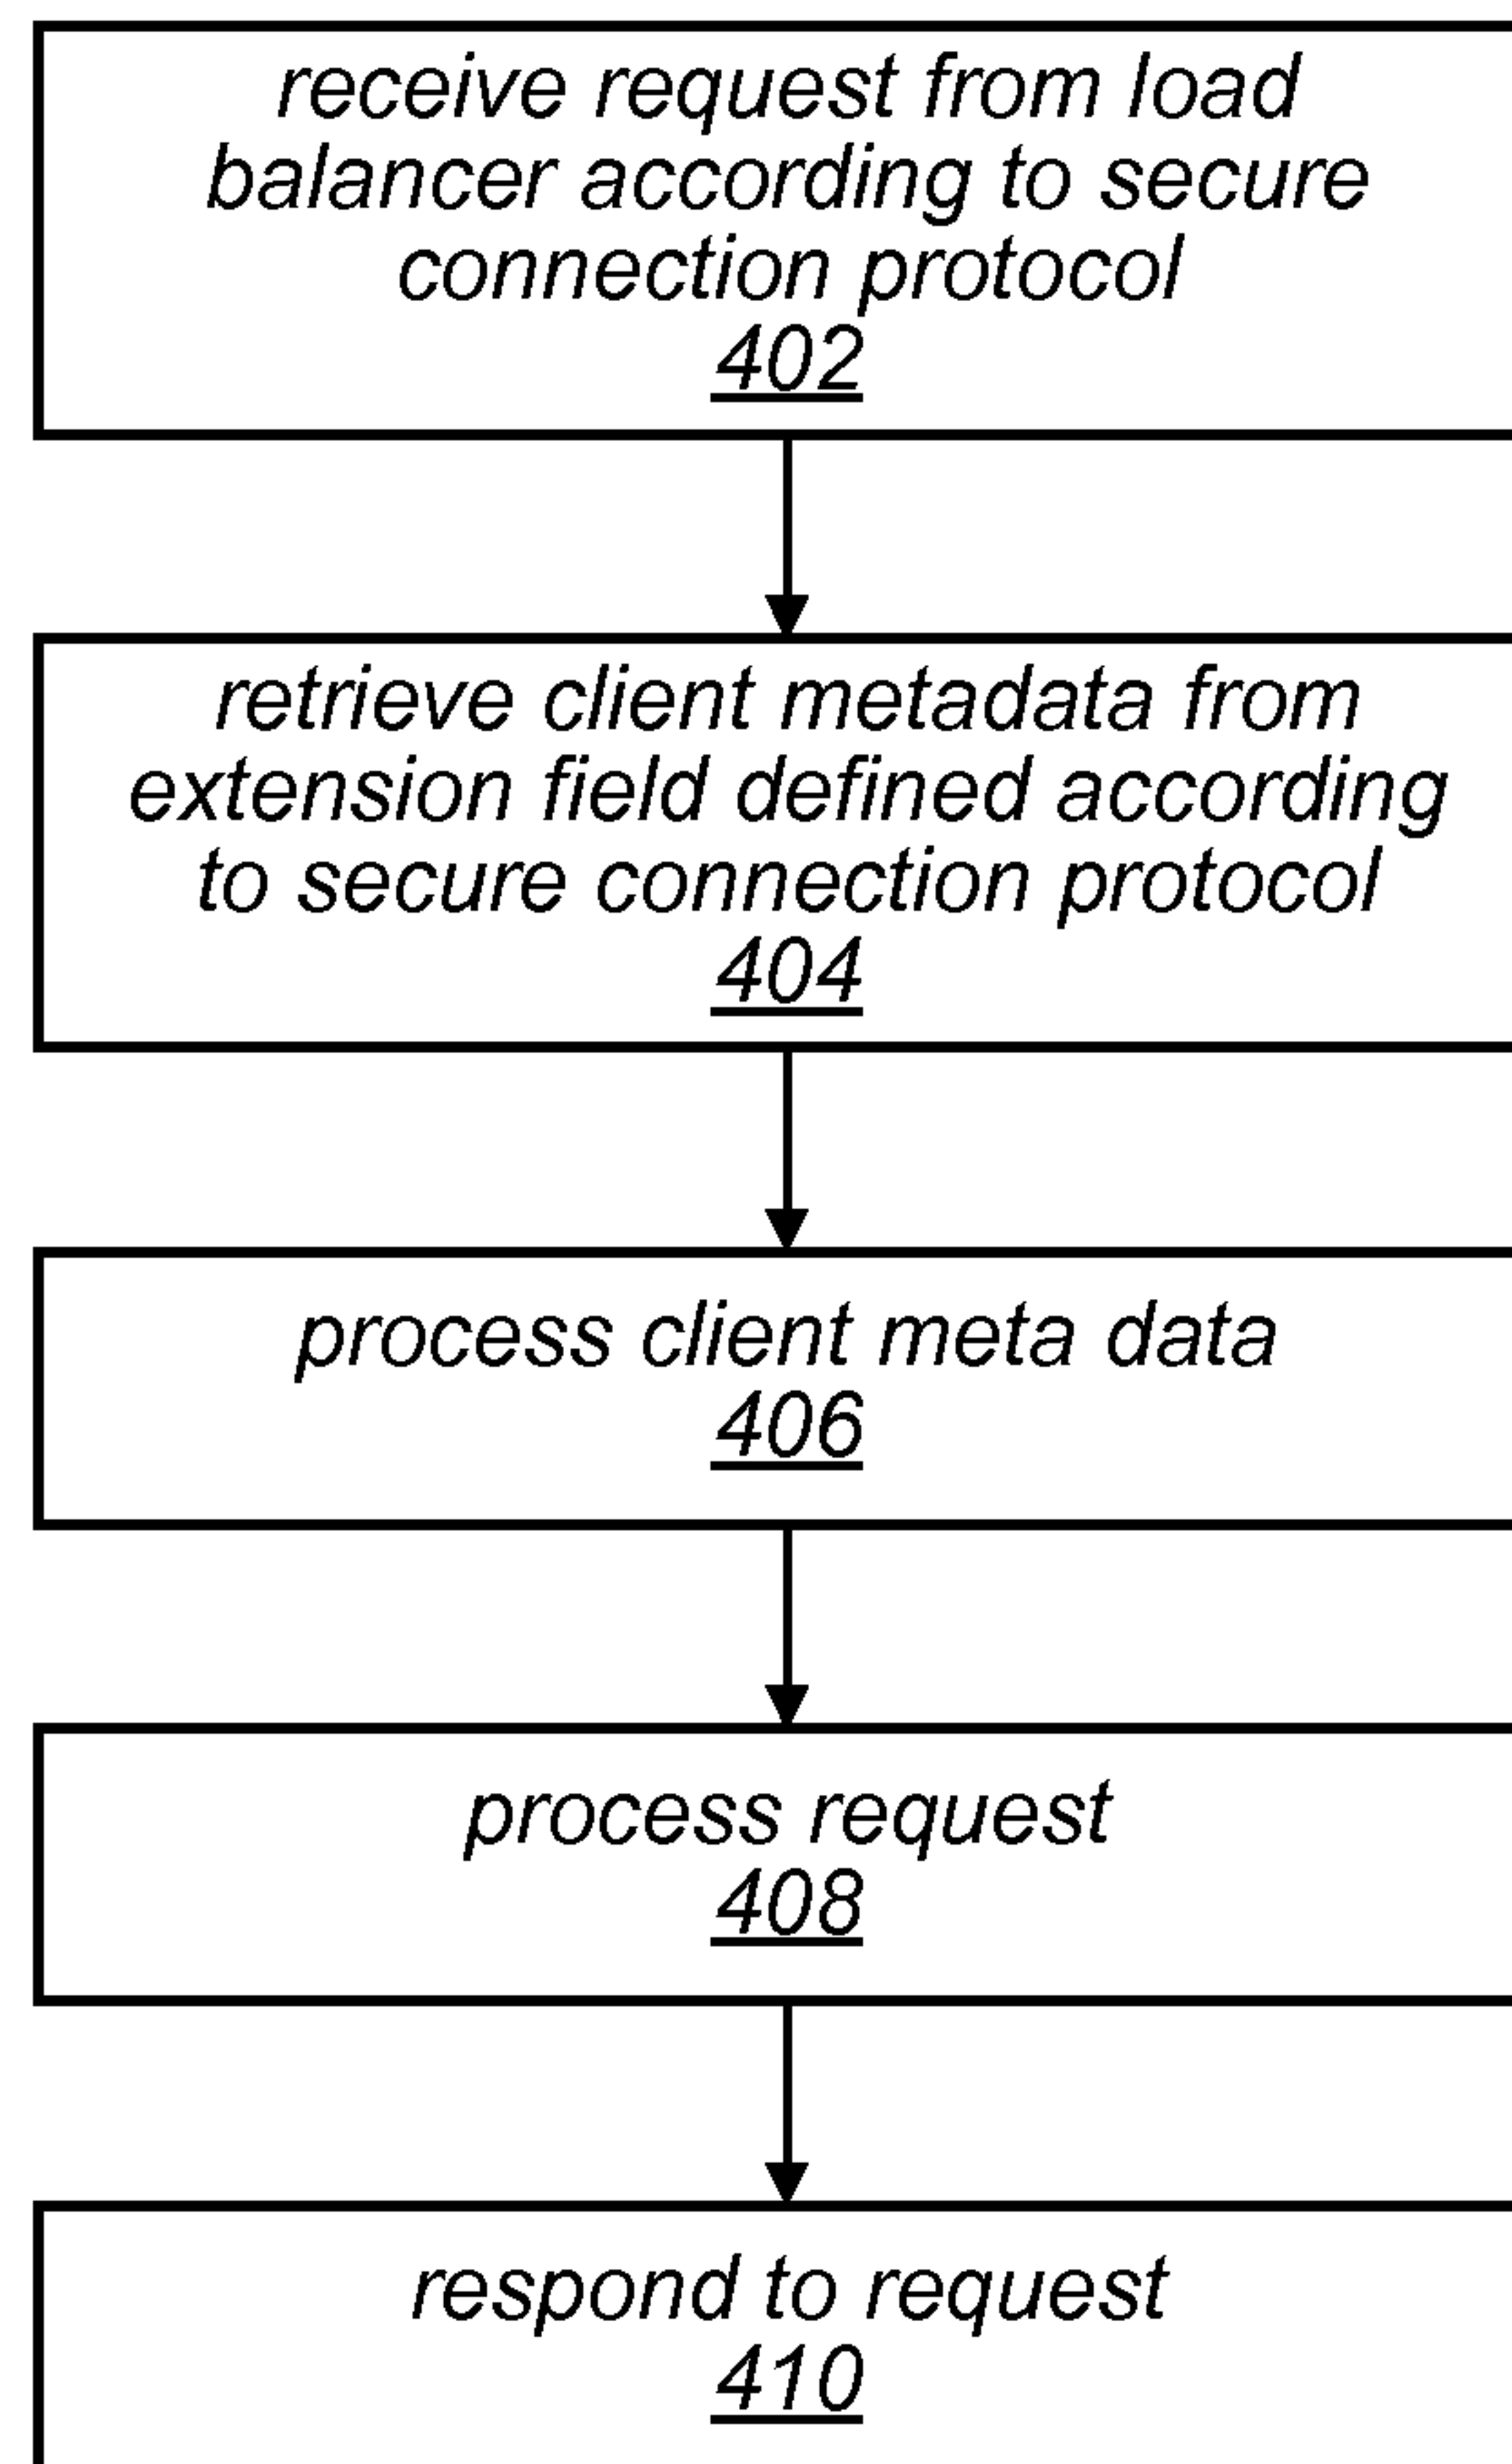 receive request from load
balancer according to secure
connection protocol
402
retrieve client metadata from
extension field defined according
to secure connection protocol
404
process client meta data
406
process request
408
respond to request
410